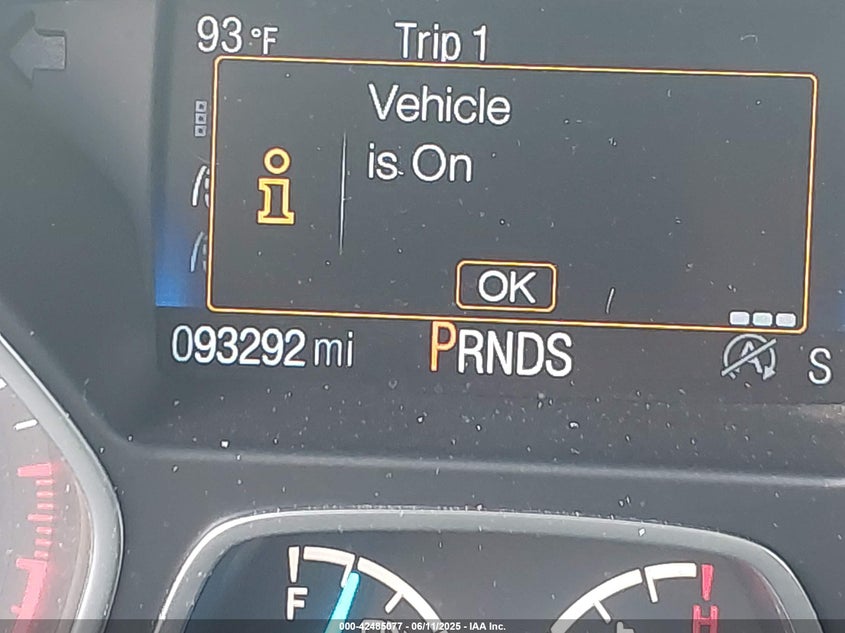 93°F Trip 1
Vehicle
is On
OK
093292 mi PRNDS A S
F H
000-42485077 - 06/11/2025 - IAA Inc.